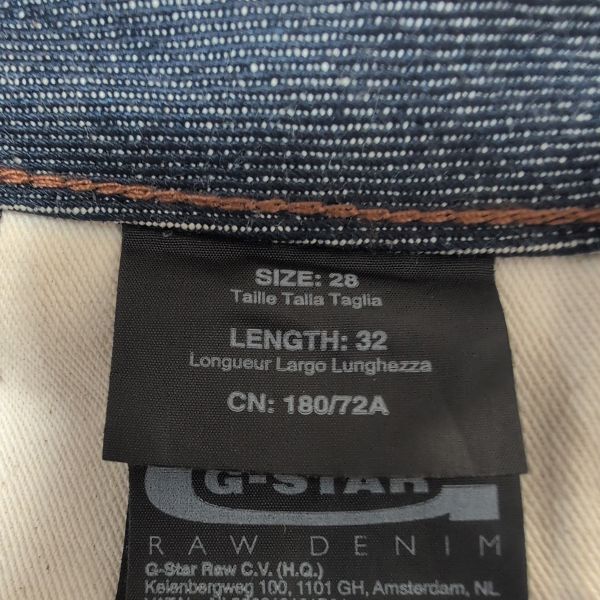 SIZE: 28
Taille Talla Taglia
LENGTH: 32
Longueur Largo Lunghezza
CN: 180/72A
G-STAR
RAW DENIM
G-Star Raw C.V. (H.Q.)
Keienbergweg 100, 1101 GH, Amsterdam, NL